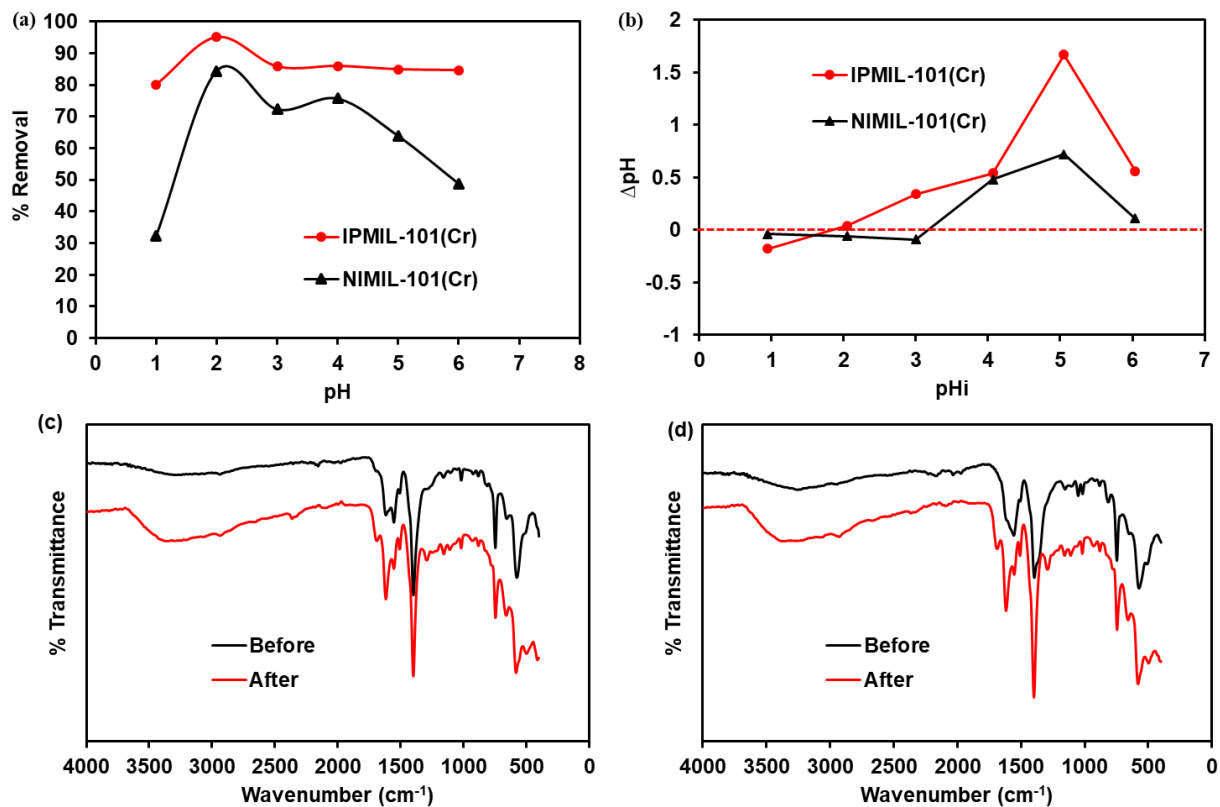 (a)
% Removal
100
90
80
70
60
50
40
30
20
10
0
IPMIL-101(Cr)
NIMIL-101(Cr)
0 1 2 3 4 5 6 7 8
pH
(b)
ΔpH
2
1.5
1
0.5
0
-0.5
-1
IPMIL-101(Cr)
NIMIL-101(Cr)
0 1 2 3 4 5 6 7
pHi
(c)
% Transmittance
Before
After
4000 3500 3000 2500 2000 1500 1000 500 0
Wavenumber (cm⁻¹)
(d)
% Transmittance
Before
After
4000 3500 3000 2500 2000 1500 1000 500 0
Wavenumber (cm⁻¹)